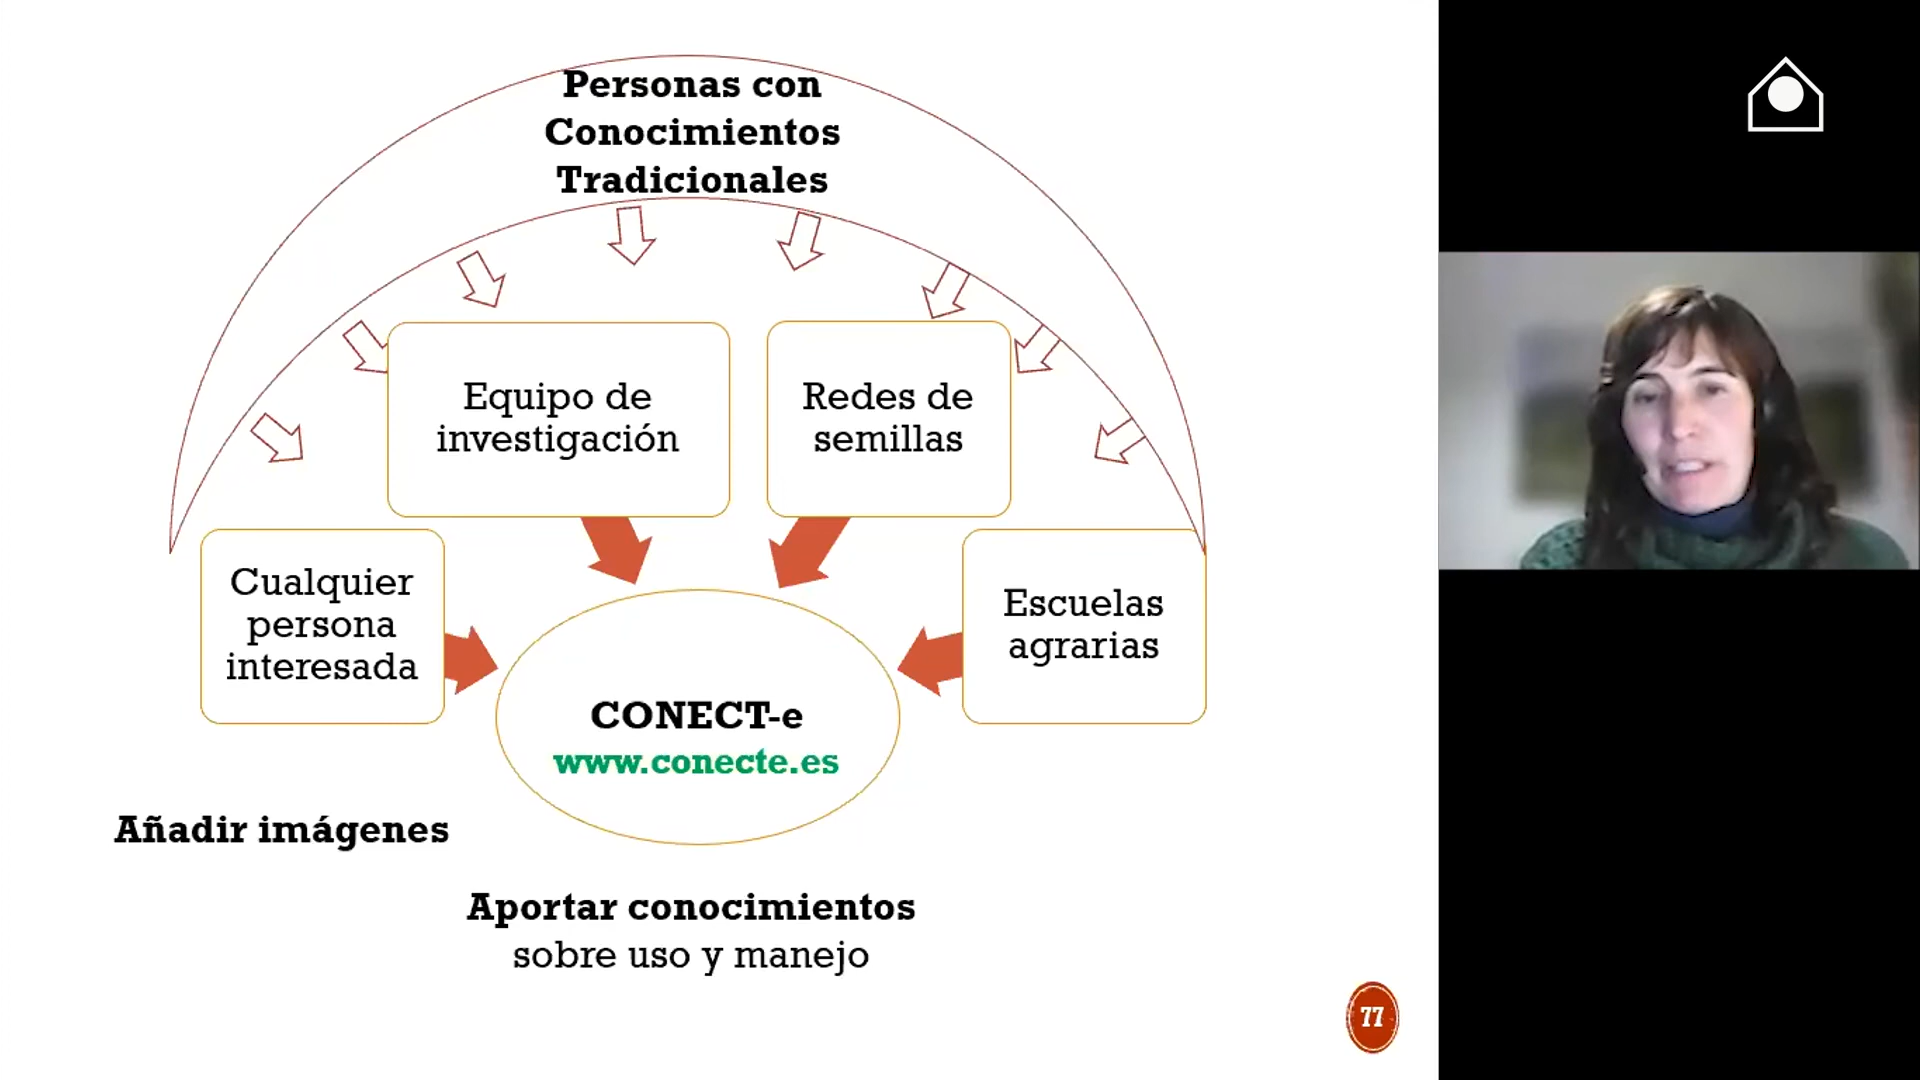 Personas con
Conocimientos
Tradicionales
Equipo de
investigación
Redes de
semillas
Cualquier
persona
interesada
Escuelas
agrarias
CONECT-e
www.conecte.es
Añadir imágenes
Aportar conocimientos
sobre uso y manejo
77